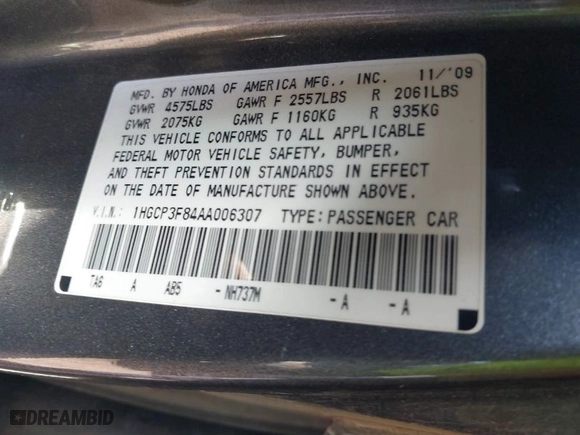 MFD. BY HONDA OF AMERICA MFG., INC. 11/'09
GVWR 4575LBS GAWR F 2557LBS R 2061LBS
GVWR 2075KG GAWR F 1160KG R 935KG
THIS VEHICLE CONFORMS TO ALL APPLICABLE
FEDERAL MOTOR VEHICLE SAFETY, BUMPER,
AND THEFT PREVENTION STANDARDS IN EFFECT
ON THE DATE OF MANUFACTURE SHOWN ABOVE.
V.I.N.: 1HGCP3F84AA006307 TYPE: PASSENGER CAR
TA6 A AB5 - NH737M - A - A
DREAMBID